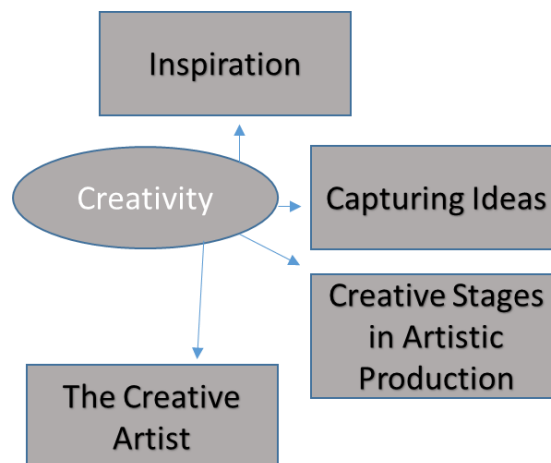 Inspiration
Creativity
Capturing Ideas
Creative Stages
in Artistic
Production
The Creative
Artist